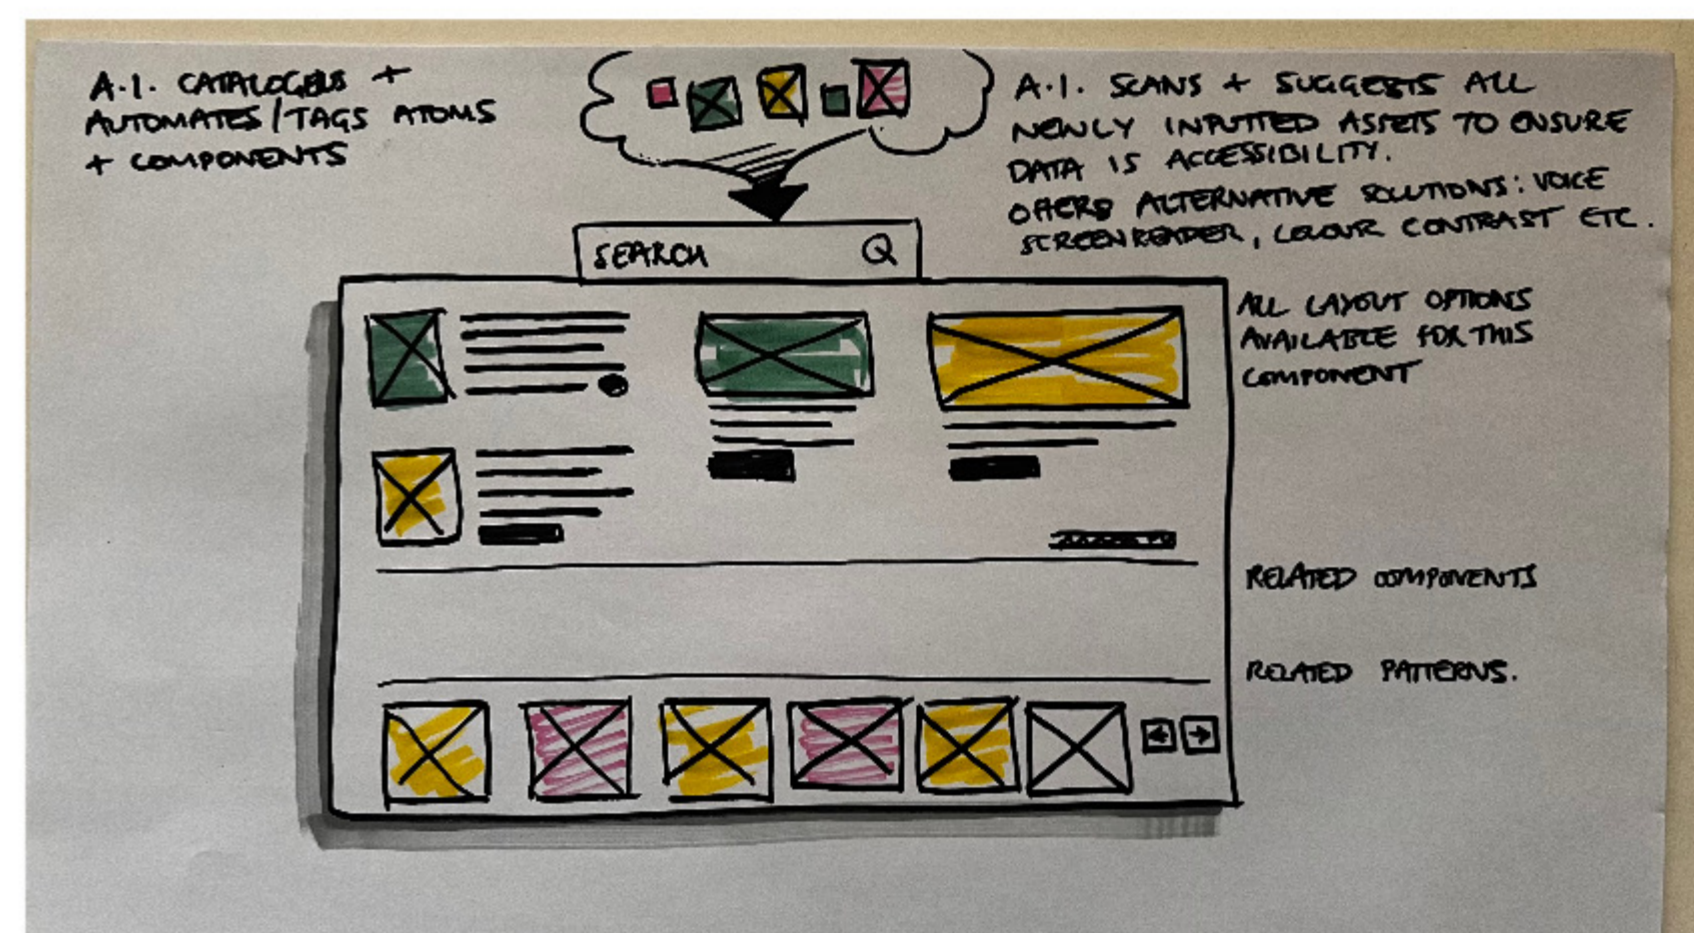 A.I. CATALOGERS +
AUTOMATES/TAGS ATOMS
+ COMPONENTS
A.I. SCANS + SUGGESTS ALL
NEWLY INPUTTED ASSETS TO ENSURE
DATA IS ACCESSIBILITY.
OFFERS ALTERNATIVE SOLUTIONS: VOICE
SCREENREADER, COLOUR CONTRAST ETC.
SEARCH
ALL LAYOUT OPTIONS
AVAILABLE FOR THIS
COMPONENT
RELATED COMPONENTS
RELATED PATTERNS.